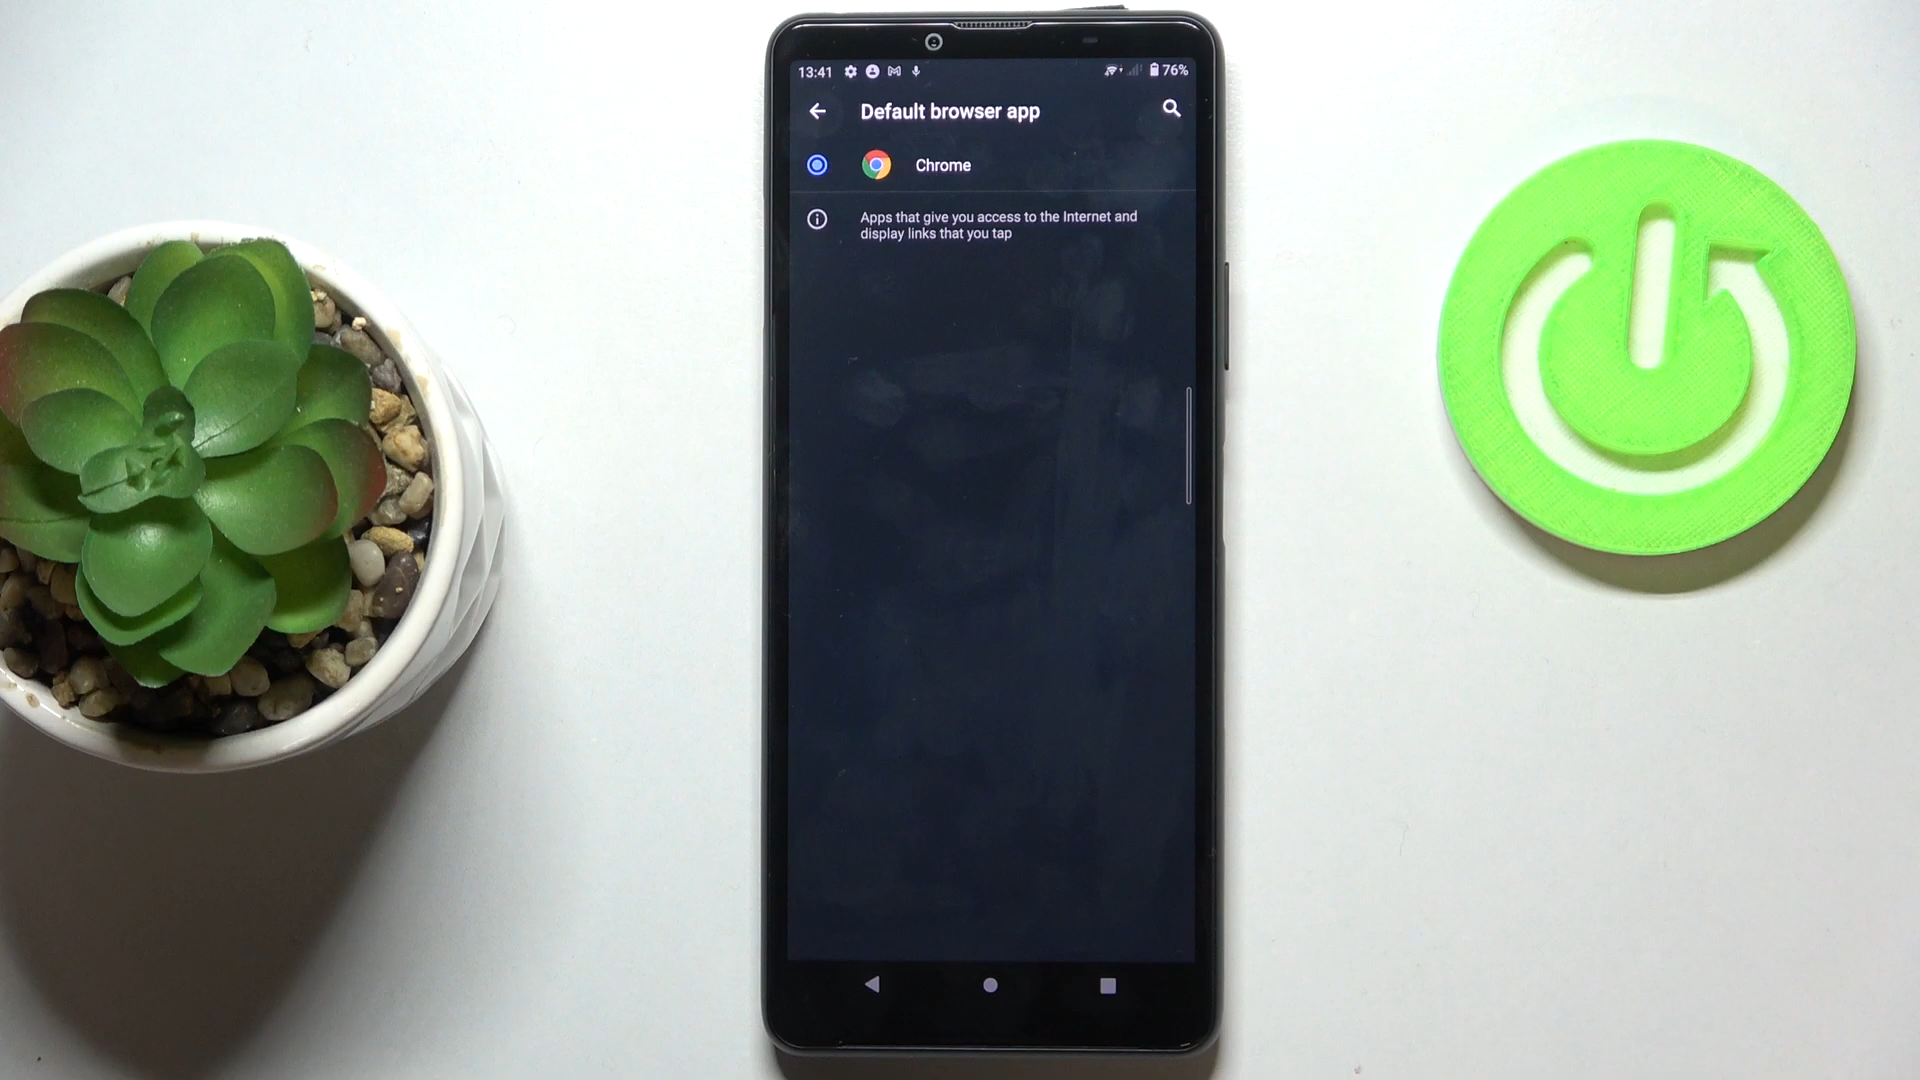 13:41 76%
Default browser app
Chrome
Apps that give you access to the Internet and
display links that you tap